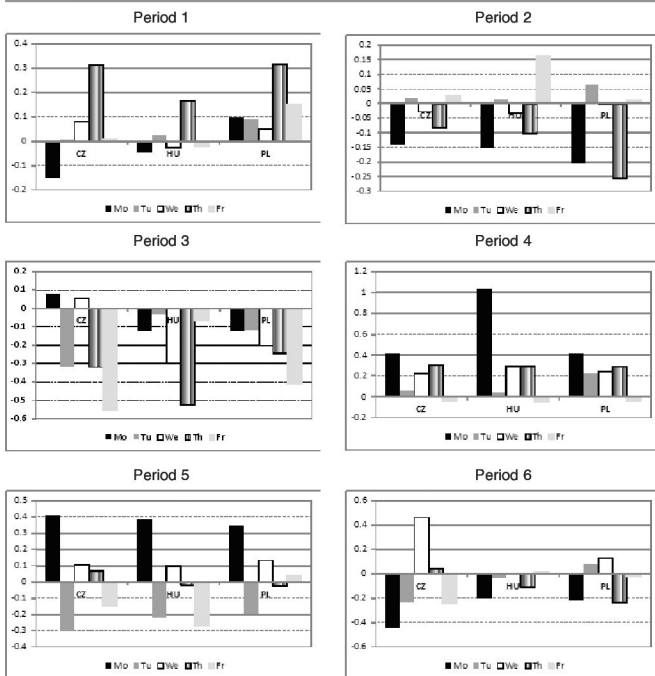 Period 1
0.4
0.3
0.2
0.1
0
-0.1
-0.2
CZ HU PL
Mo Tu We Th Fr
Period 2
0.2
0.15
0.1
0.05
0
-0.05
-0.1
-0.15
-0.2
-0.25
-0.3
CZ HU PL
Mo Tu We Th Fr
Period 3
0.2
0.1
0
-0.1
-0.2
-0.3
-0.4
-0.5
-0.6
CZ HU PL
Mo Tu We Th Fr
Period 4
1.2
1
0.8
0.6
0.4
0.2
0
-0.2
CZ HU PL
Mo Tu We Th Fr
Period 5
0.5
0.4
0.3
0.2
0.1
0
-0.1
-0.2
-0.3
-0.4
CZ HU PL
Mo Tu We Th Fr
Period 6
0.6
0.4
0.2
0
-0.2
-0.4
-0.6
CZ HU PL
Mo Tu We Th Fr